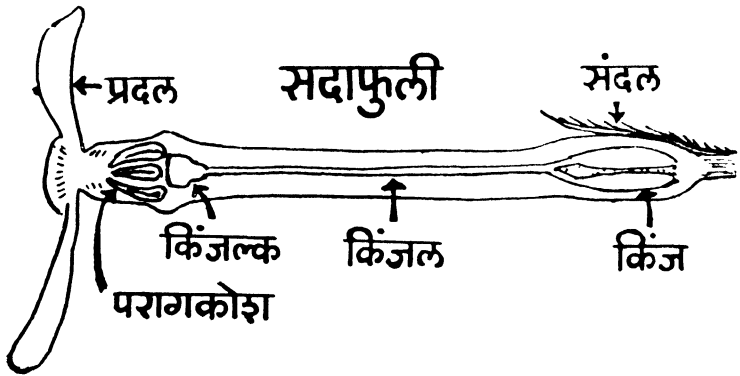 सदाफुली
संदल
प्रदल
किंजल्क
किंजल
किंज
परागकोश